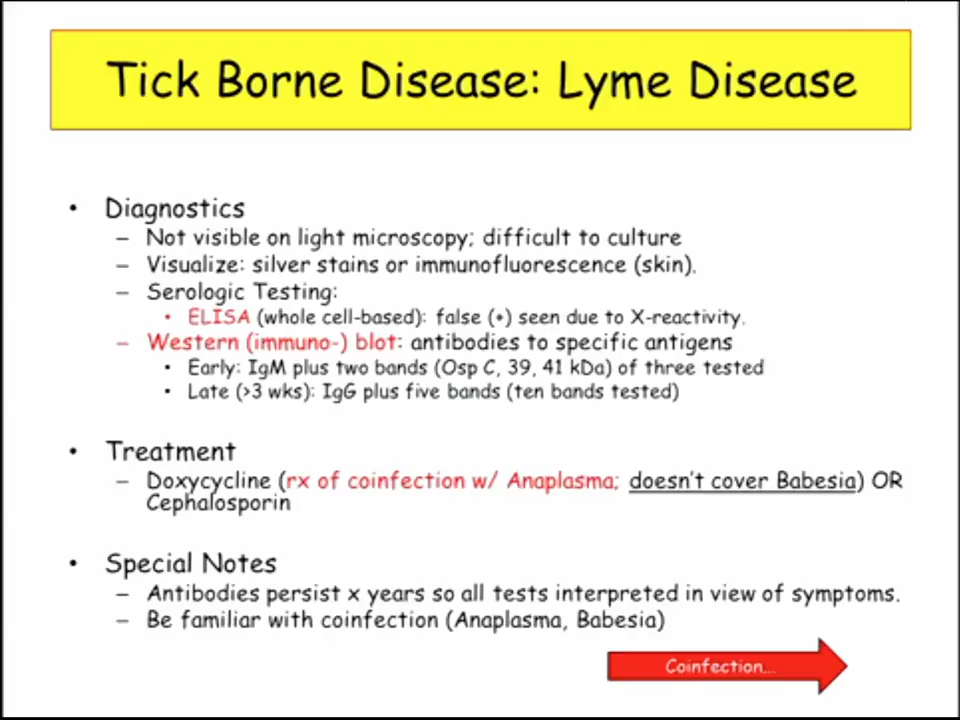 Tick Borne Disease: Lyme Disease
• Diagnostics
– Not visible on light microscopy; difficult to culture
– Visualize: silver stains or immunofluorescence (skin).
– Serologic Testing:
• ELISA (whole cell-based): false (+) seen due to X-reactivity.
– Western (immuno-) blot: antibodies to specific antigens
• Early: IgM plus two bands (Osp C, 39, 41 kDa) of three tested
• Late (>3 wks): IgG plus five bands (ten bands tested)
• Treatment
– Doxycycline (rx of coinfection w/ Anaplasma; doesn't cover Babesia) OR
Cephalosporin
• Special Notes
– Antibodies persist x years so all tests interpreted in view of symptoms.
– Be familiar with coinfection (Anaplasma, Babesia)
Coinfection...